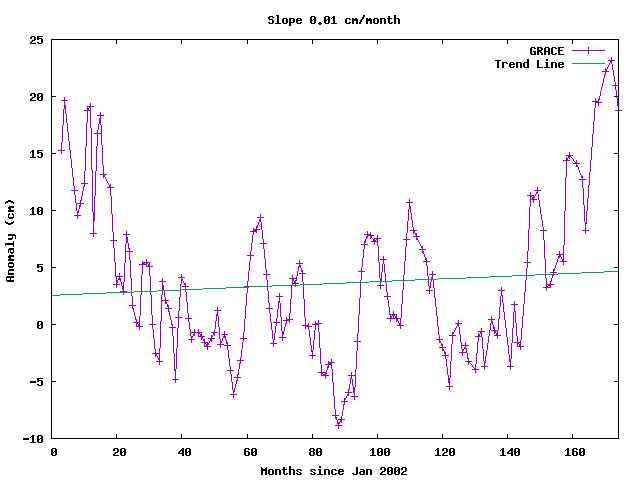 Slope 0.01 cm/month
25
GRACE
Trend Line
20
15
10
5
0
-5
-10
Anomaly (cm)
0 20 40 60 80 100 120 140 160
Months since Jan 2002